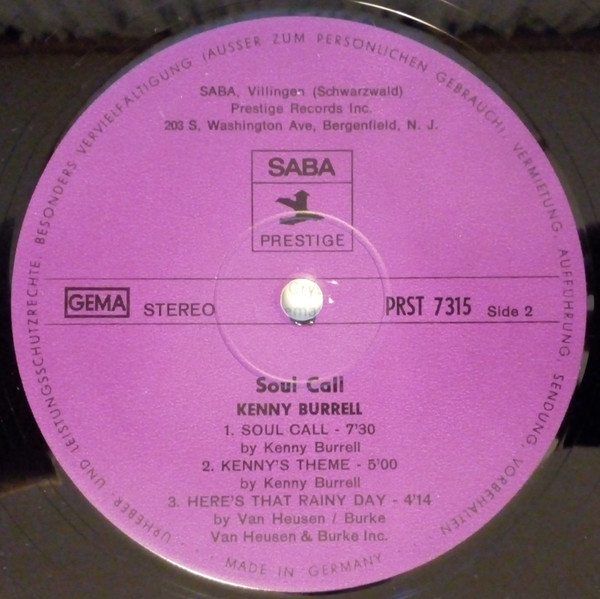 URHEBER- UND LEISTUNGSSCHUTZRECHTE, BESONDERS VERVIELFÄLTIGUNG (AUSSER ZUM PERSÖNLICHEN GEBRAUCH), VERMIETUNG, AUFFÜHRUNG, SENDUNG VORBEHALTEN
SABA, Villingen (Schwarzwald)
Prestige Records Inc.
203 S, Washington Ave, Bergenfield, N. J.
SABA
PRESTIGE
GEMA STEREO PRST 7315 Side 2
Soul Call
KENNY BURRELL
1. SOUL CALL - 7'30
by Kenny Burrell
2. KENNY'S THEME - 5'00
by Kenny Burrell
3. HERE'S THAT RAINY DAY - 4'14
by Van Heusen / Burke
Van Heusen & Burke Inc.
· MADE IN GERMANY ·